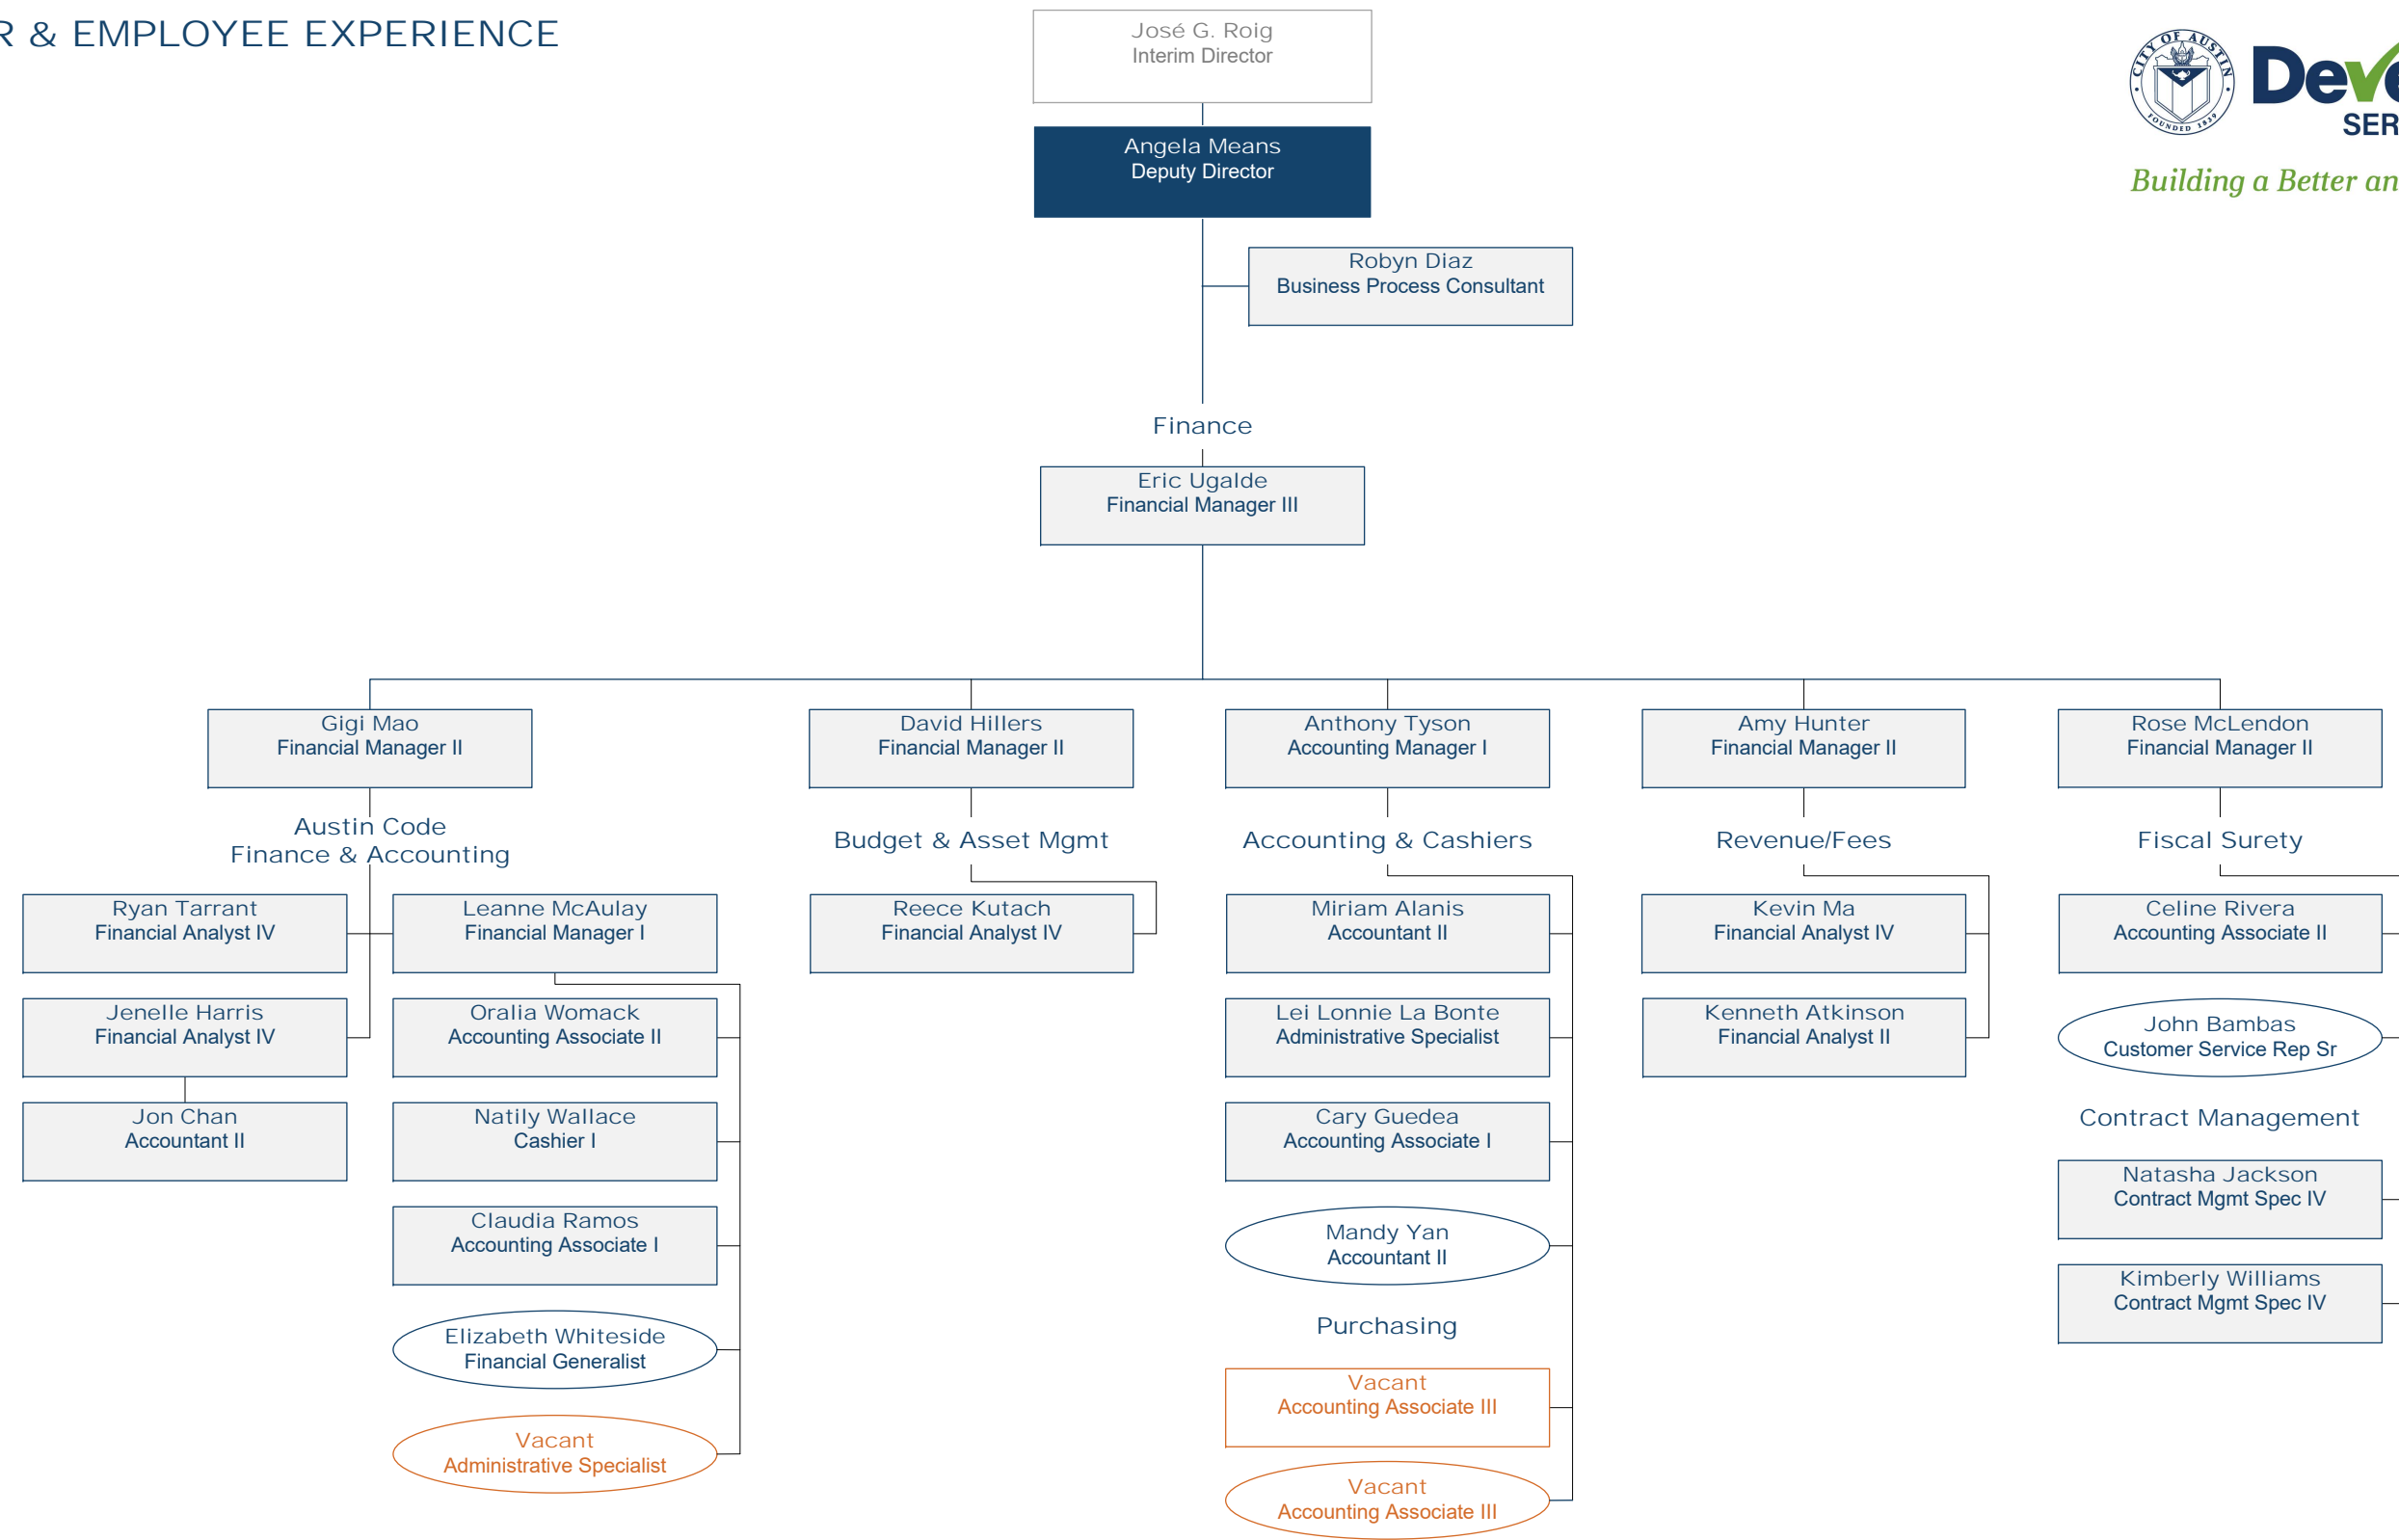 R & EMPLOYEE EXPERIENCE
José G. Roig
Interim Director
CITY OF AUSTIN
FOUNDED 1839
Deve
SER
Building a Better an
Angela Means
Deputy Director
Robyn Diaz
Business Process Consultant
Finance
Eric Ugalde
Financial Manager III
Gigi Mao
Financial Manager II
David Hillers
Financial Manager II
Anthony Tyson
Accounting Manager I
Amy Hunter
Financial Manager II
Rose McLendon
Financial Manager II
Austin Code
Finance & Accounting
Budget & Asset Mgmt
Accounting & Cashiers
Revenue/Fees
Fiscal Surety
Ryan Tarrant
Financial Analyst IV
Leanne McAulay
Financial Manager I
Reece Kutach
Financial Analyst IV
Miriam Alanis
Accountant II
Kevin Ma
Financial Analyst IV
Celine Rivera
Accounting Associate II
Jenelle Harris
Financial Analyst IV
Oralia Womack
Accounting Associate II
Lei Lonnie La Bonte
Administrative Specialist
Kenneth Atkinson
Financial Analyst II
John Bambas
Customer Service Rep Sr
Jon Chan
Accountant II
Natily Wallace
Cashier I
Cary Guedea
Accounting Associate I
Contract Management
Natasha Jackson
Contract Mgmt Spec IV
Claudia Ramos
Accounting Associate I
Mandy Yan
Accountant II
Kimberly Williams
Contract Mgmt Spec IV
Elizabeth Whiteside
Financial Generalist
Purchasing
Vacant
Accounting Associate III
Vacant
Administrative Specialist
Vacant
Accounting Associate III